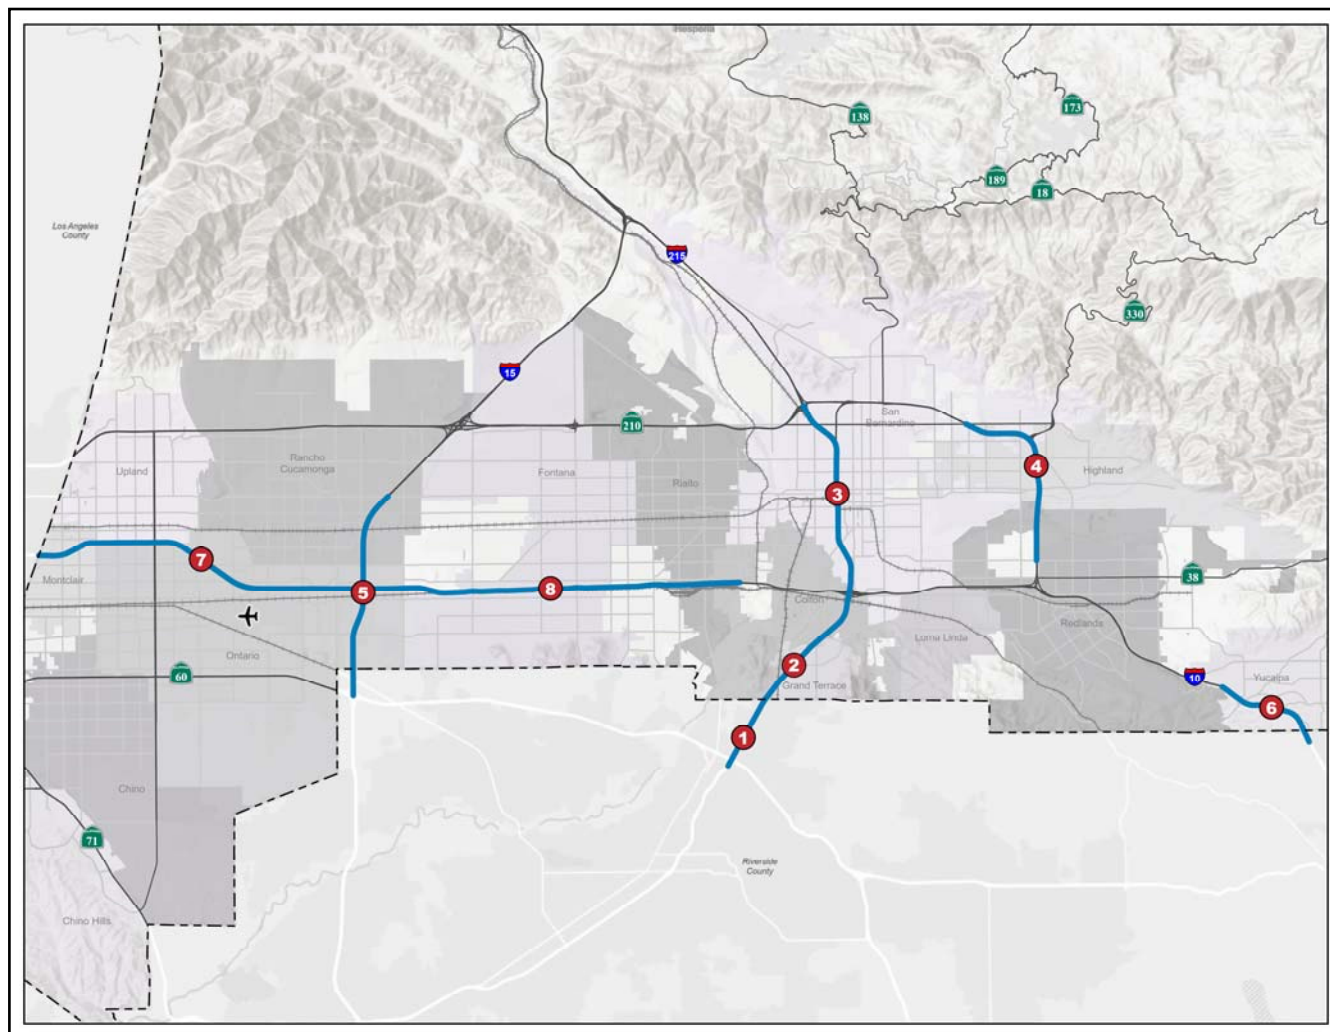 Hesperia
138
173
189
18
Los Angeles
County
215
330
15
210
San
Bernardino
Upland
Rancho
Cucamonga
Fontana
Rialto
4
Highland
3
7
Montclair
5
8
38
Colton
Redlands
Loma Linda
Ontario
60
2
Grand Terrace
10
Yucaipa
6
1
Chino
71
Riverside
County
Chino Hills